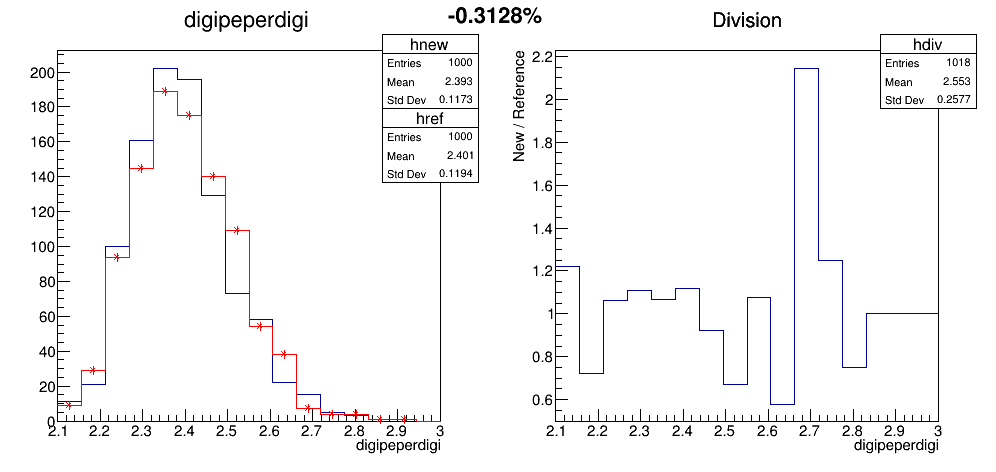 -0.3128%
digipeperdigi
hnew
Entries 1000
Mean 2.393
Std Dev 0.1173
href
Entries 1000
Mean 2.401
Std Dev 0.1194
200
180
160
140
120
100
80
60
40
20
0
2.1 2.2 2.3 2.4 2.5 2.6 2.7 2.8 2.9 3
digipeperdigi
Division
hdiv
Entries 1018
Mean 2.553
Std Dev 0.2577
New / Reference
2.2
2
1.8
1.6
1.4
1.2
1
0.8
0.6
2.1 2.2 2.3 2.4 2.5 2.6 2.7 2.8 2.9 3
digipeperdigi